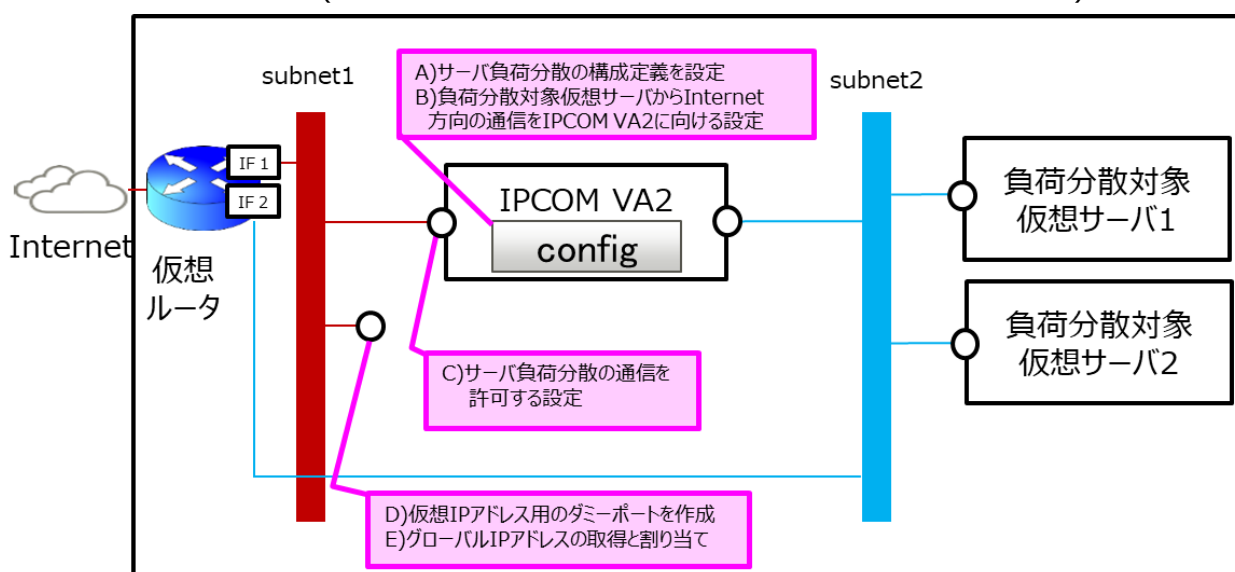 subnet1
A)サーバ負荷分散の構成定義を設定
B)負荷分散対象仮想サーバからInternet
方向の通信をIPCOM VA2に向ける設定
subnet2
IF 1
IF 2
Internet
仮想
ルータ
IPCOM VA2
config
負荷分散対象
仮想サーバ1
負荷分散対象
仮想サーバ2
C)サーバ負荷分散の通信を
許可する設定
D)仮想IPアドレス用のダミーポートを作成
E)グローバルIPアドレスの取得と割り当て